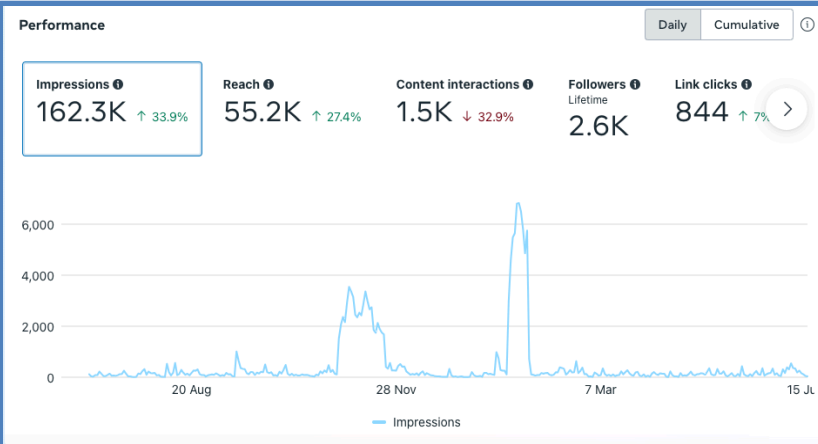 Performance
Daily Cumulative
Impressions Reach Content interactions Followers Link clicks
Lifetime
162.3K ↑ 33.9% 55.2K ↑ 27.4% 1.5K ↓ 32.9% 2.6K 844 ↑ 7%
6,000
4,000
2,000
0
20 Aug 28 Nov 7 Mar 15 Ju
Impressions